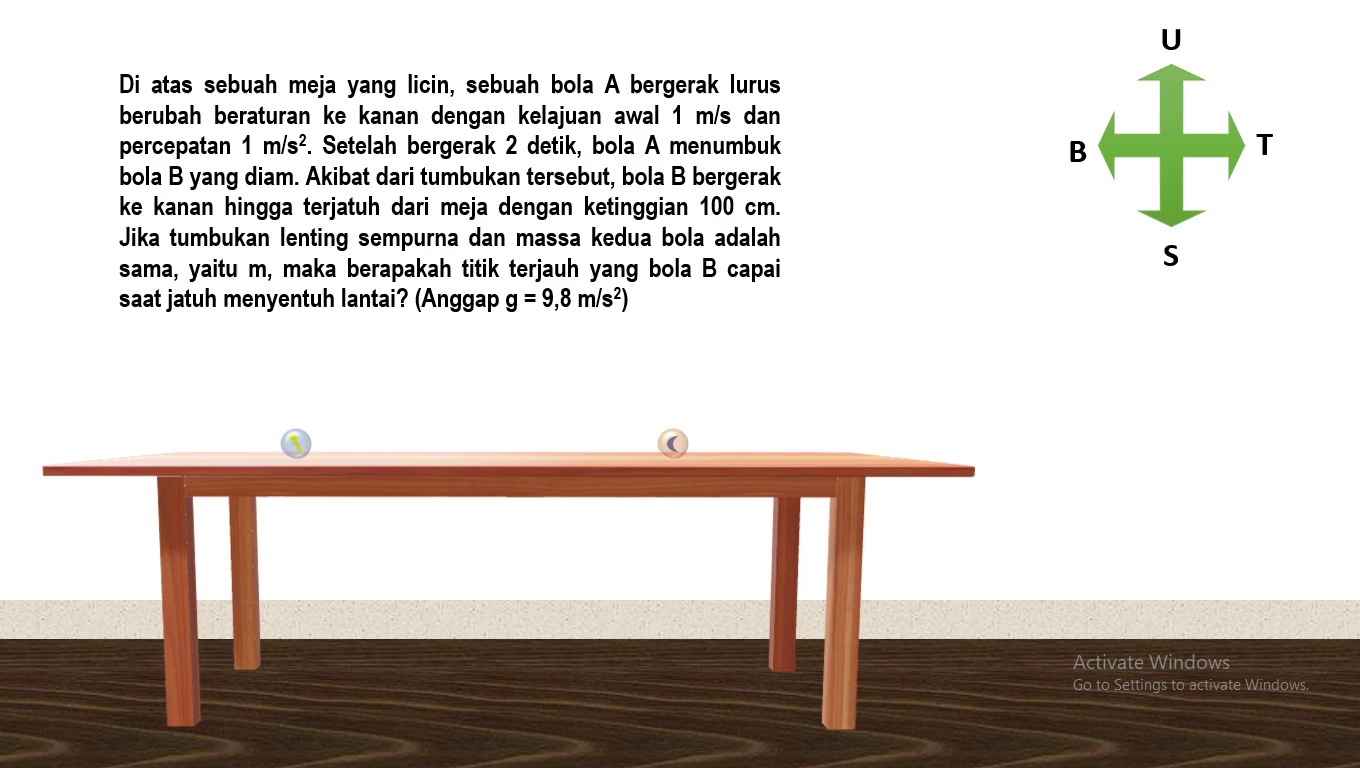 Di atas sebuah meja yang licin, sebuah bola A bergerak lurus
berubah beraturan ke kanan dengan kelajuan awal 1 m/s dan
percepatan 1 m/s². Setelah bergerak 2 detik, bola A menumbuk
bola B yang diam. Akibat dari tumbukan tersebut, bola B bergerak
ke kanan hingga terjatuh dari meja dengan ketinggian 100 cm.
Jika tumbukan lenting sempurna dan massa kedua bola adalah
sama, yaitu m, maka berapakah titik terjauh yang bola B capai
saat jatuh menyentuh lantai? (Anggap g = 9,8 m/s²)
U
B
T
S
Activate Windows
Go to Settings to activate Windows.